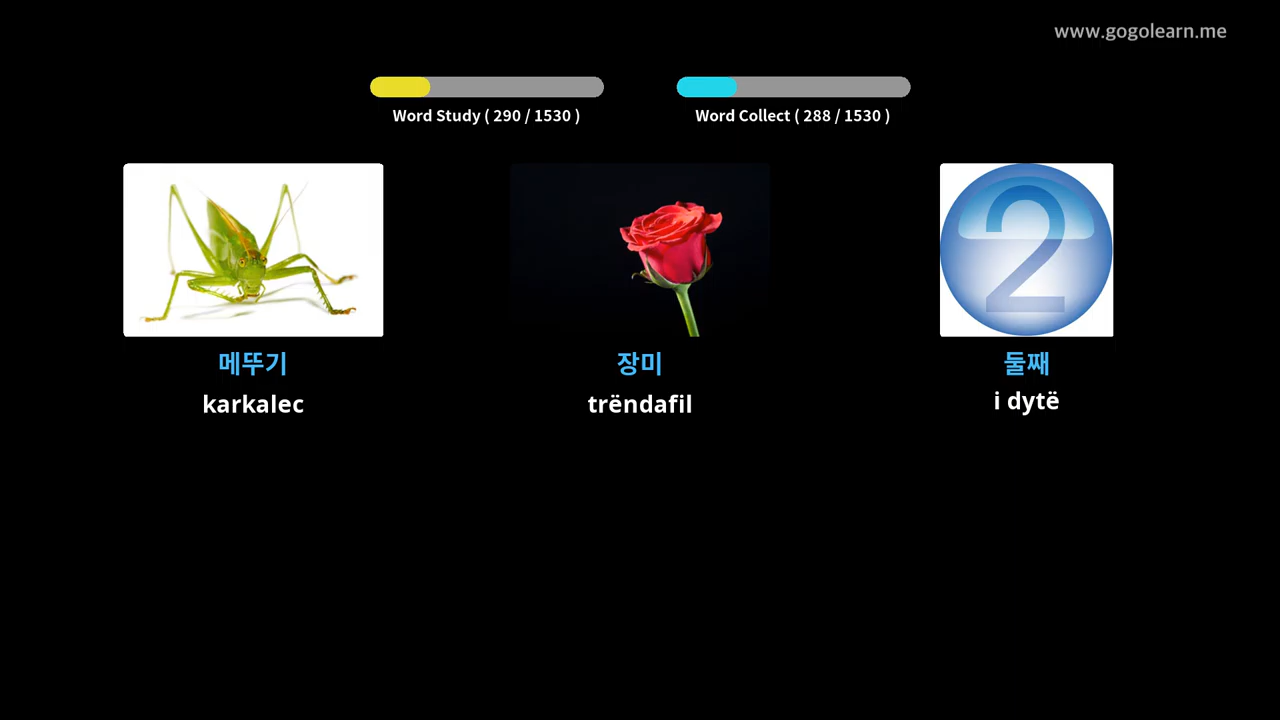 www.gogolearn.me
Word Study ( 290 / 1530 )
Word Collect ( 288 / 1530 )
2
메뚜기
장미
둘째
karkalec
trëndafil
i dytë